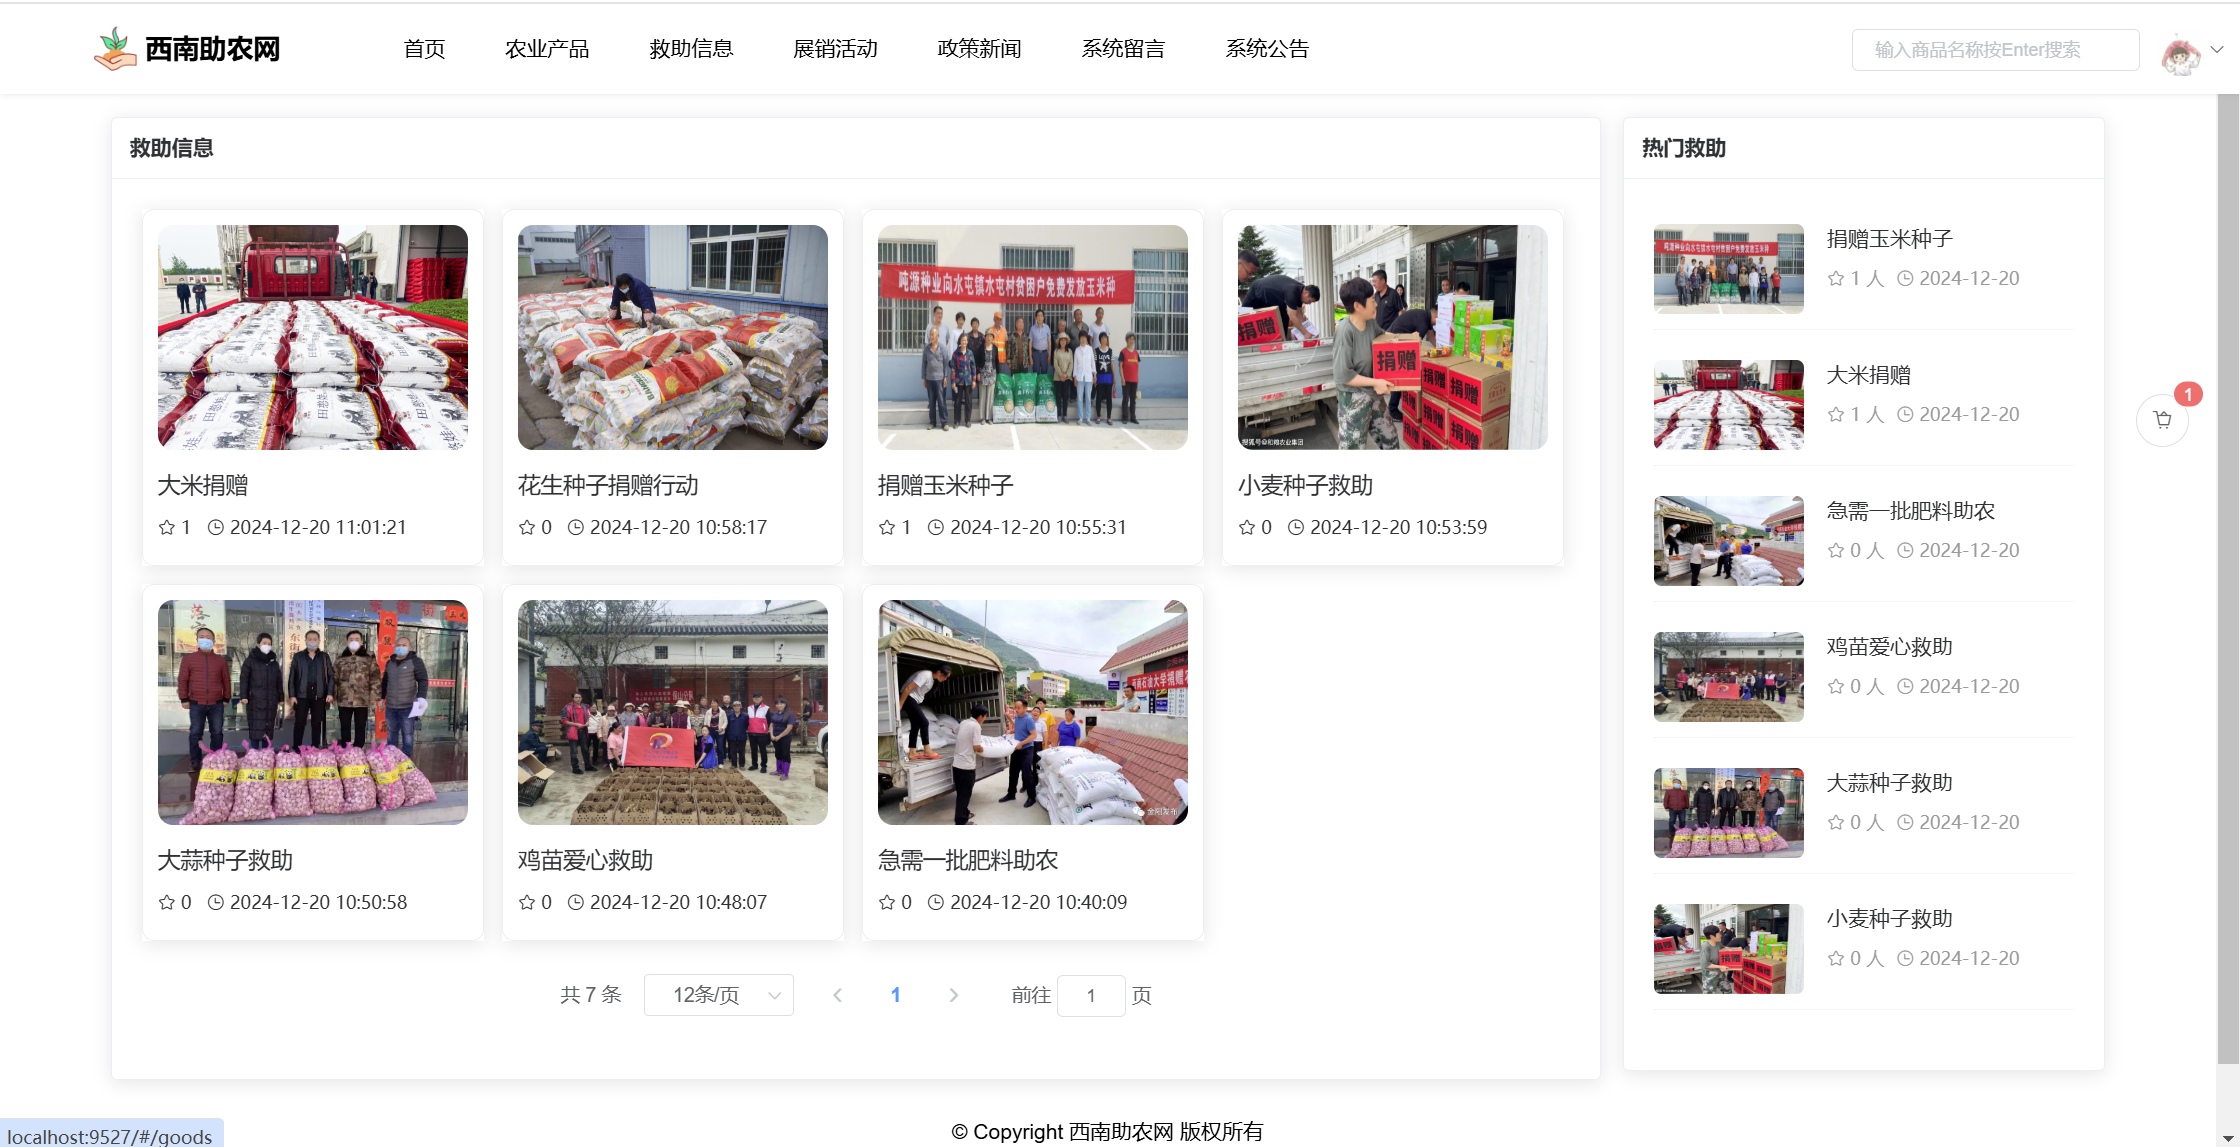 西南助农网
首页 农业产品 救助信息 展销活动 政策新闻 系统留言 系统公告
输入商品名称按Enter搜索
救助信息
吨源种业向水屯镇水屯村贫困户免费发放玉米种
捐赠
捐赠
捐赠
捐赠
捐赠
捐赠
大米捐赠
1 2024-12-20 11:01:21
花生种子捐赠行动
0 2024-12-20 10:58:17
捐赠玉米种子
1 2024-12-20 10:55:31
小麦种子救助
0 2024-12-20 10:53:59
大蒜种子救助
0 2024-12-20 10:50:58
鸡苗爱心救助
0 2024-12-20 10:48:07
急需一批肥料助农
0 2024-12-20 10:40:09
共 7 条 12条/页 1 前往 1 页
热门救助
捐赠玉米种子
1 人 2024-12-20
大米捐赠
1 人 2024-12-20
急需一批肥料助农
0 人 2024-12-20
鸡苗爱心救助
0 人 2024-12-20
大蒜种子救助
0 人 2024-12-20
小麦种子救助
0 人 2024-12-20
1
© Copyright 西南助农网 版权所有
localhost:9527/#/goods